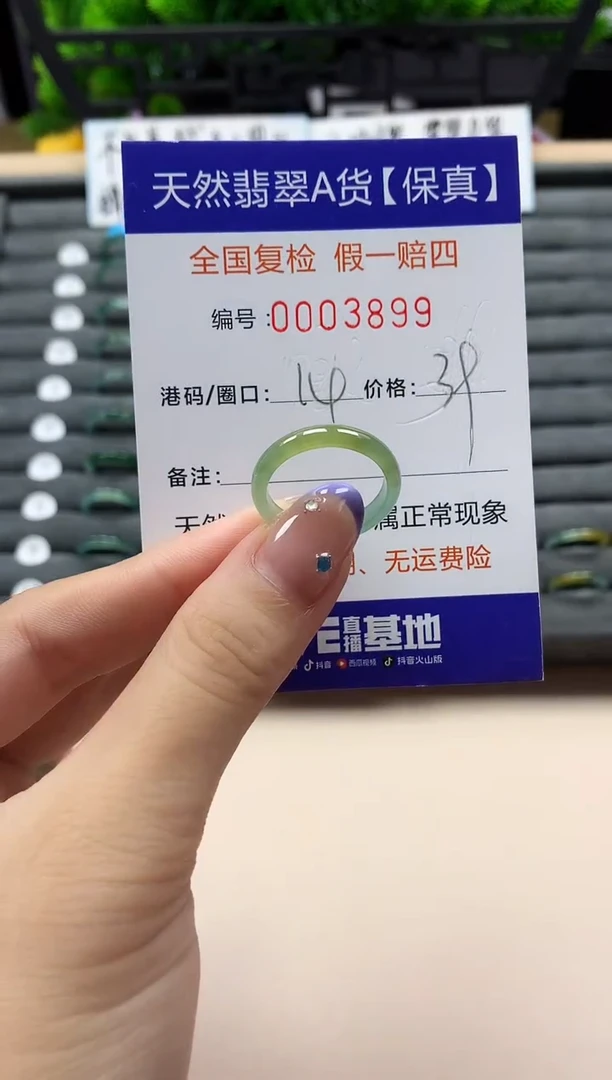 天然翡翠A货【保真】
全国复检 假一赔四
编号:0003899
港码/圈口: 14 价格:
备注:
天然 属正常现象
、无运费险
E直播基地
抖音 西瓜视频 抖音火山版